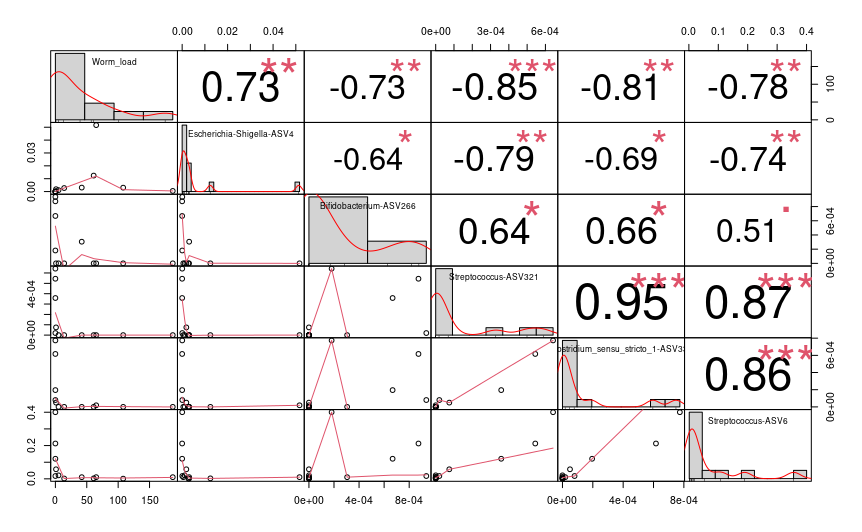 0.00 0.02 0.04 0e+00 3e-04 6e-04 0.0 0.1 0.2 0.3 0.4
Worm_load 0.73 ** -0.73 ** -0.85 *** -0.81 ** -0.78 ** 0 100
0.00 0.03 Escherichia-Shigella-ASV4 -0.64 * -0.79 ** -0.69 * -0.74 **
Bifidobacterium-ASV266 0.64 * 0.66 * 0.51 . 0e+00 6e-04
0e+00 4e-04 Streptococcus-ASV321 0.95 *** 0.87 ***
ostridium_sensu_stricto_1-ASV3 0.86 *** 0e+00 6e-04
0.0 0.2 0.4 Streptococcus-ASV6
0 50 100 150 0e+00 4e-04 8e-04 0e+00 4e-04 8e-04